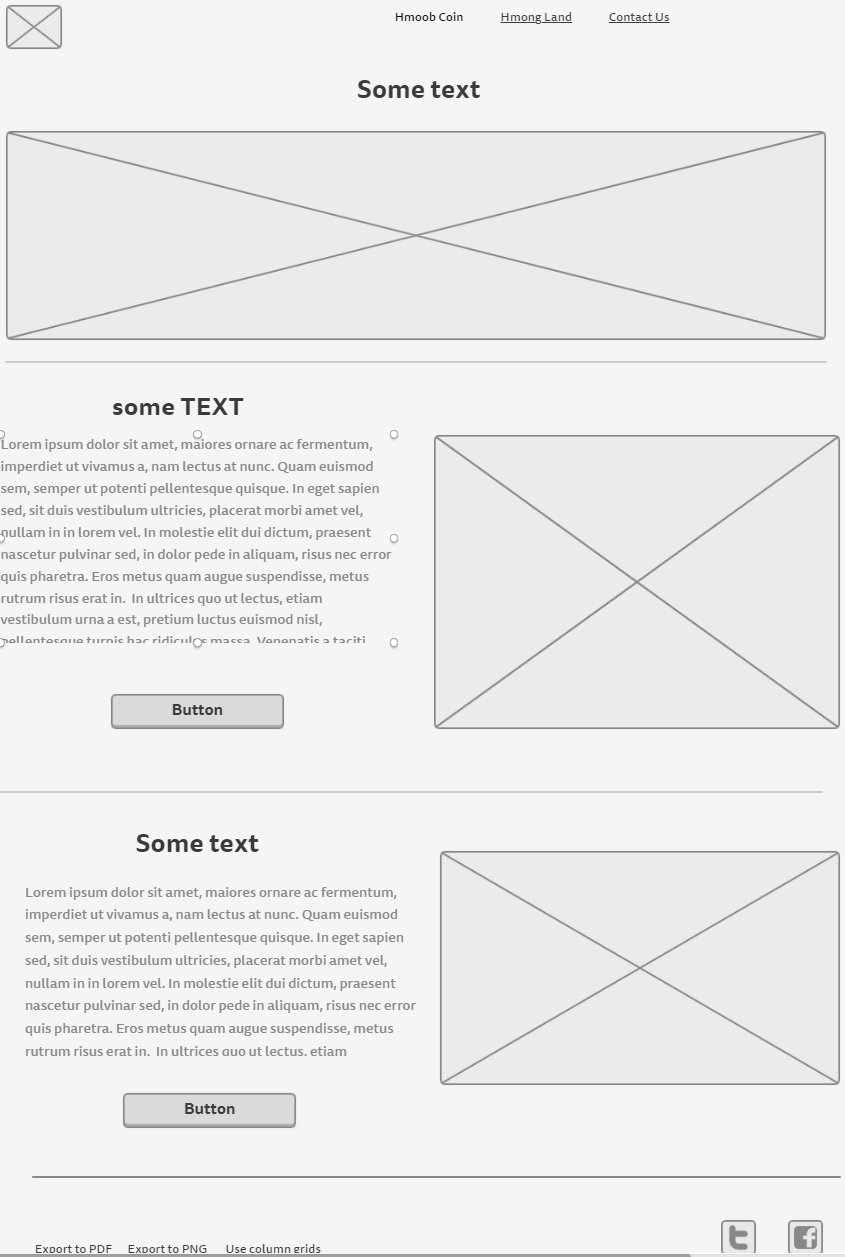 Hmoob Coin Hmong Land Contact Us
Some text
some TEXT
Lorem ipsum dolor sit amet, maiores ornare ac fermentum,
imperdiet ut vivamus a, nam lectus at nunc. Quam euismod
sem, semper ut potenti pellentesque quisque. In eget sapien
sed, sit duis vestibulum ultricies, placerat morbi amet vel,
nullam in in lorem vel. In molestie elit dui dictum, praesent
nascetur pulvinar sed, in dolor pede in aliquam, risus nec error
quis pharetra. Eros metus quam augue suspendisse, metus
rutrum risus erat in. In ultrices quo ut lectus, etiam
vestibulum urna a est, pretium luctus euismod nisl,
pellentesque turpis hac ridiculus massa. Venenatis a taciti
Button
Some text
Lorem ipsum dolor sit amet, maiores ornare ac fermentum,
imperdiet ut vivamus a, nam lectus at nunc. Quam euismod
sem, semper ut potenti pellentesque quisque. In eget sapien
sed, sit duis vestibulum ultricies, placerat morbi amet vel,
nullam in in lorem vel. In molestie elit dui dictum, praesent
nascetur pulvinar sed, in dolor pede in aliquam, risus nec error
quis pharetra. Eros metus quam augue suspendisse, metus
rutrum risus erat in. In ultrices quo ut lectus, etiam
Button
Export to PDF Export to PNG Use column grids